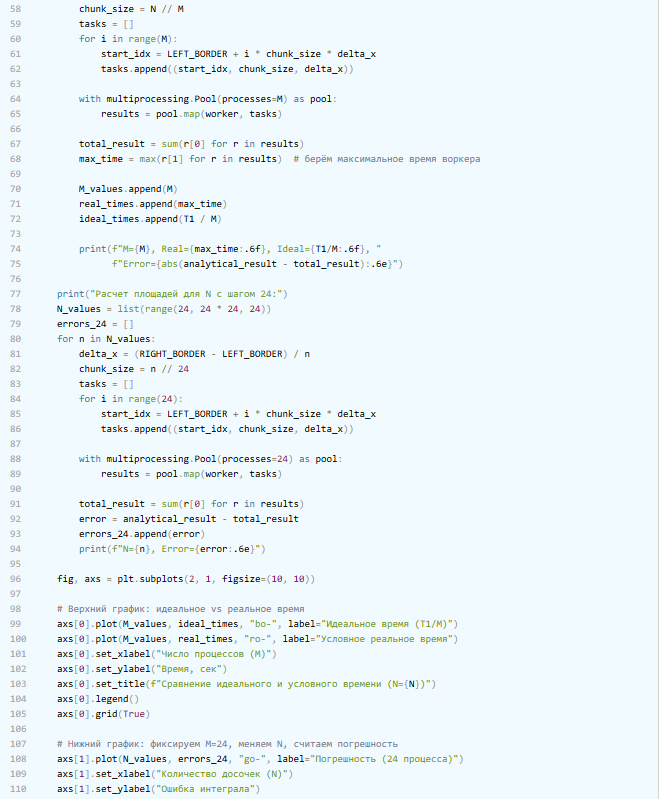 58 chunk_size = N // M
59 tasks = []
60 for i in range(M):
61 start_idx = LEFT_BORDER + i * chunk_size * delta_x
62 tasks.append((start_idx, chunk_size, delta_x))
63
64 with multiprocessing.Pool(processes=M) as pool:
65 results = pool.map(worker, tasks)
66
67 total_result = sum(r[0] for r in results)
68 max_time = max(r[1] for r in results)  # берём максимальное время воркера
69
70 M_values.append(M)
71 real_times.append(max_time)
72 ideal_times.append(T1 / M)
73
74 print(f"M={M}, Real={max_time:.6f}, Ideal={T1/M:.6f}, "
75 f"Error={abs(analytical_result - total_result):.6e}")
76
77 print("Расчет площадей для N с шагом 24:")
78 N_values = list(range(24, 24 * 24, 24))
79 errors_24 = []
80 for n in N_values:
81 delta_x = (RIGHT_BORDER - LEFT_BORDER) / n
82 chunk_size = n // 24
83 tasks = []
84 for i in range(24):
85 start_idx = LEFT_BORDER + i * chunk_size * delta_x
86 tasks.append((start_idx, chunk_size, delta_x))
87
88 with multiprocessing.Pool(processes=24) as pool:
89 results = pool.map(worker, tasks)
90
91 total_result = sum(r[0] for r in results)
92 error = analytical_result - total_result
93 errors_24.append(error)
94 print(f"N={n}, Error={error:.6e}")
95
96 fig, axs = plt.subplots(2, 1, figsize=(10, 10))
97
98 # Верхний график: идеальное vs реальное время
99 axs[0].plot(M_values, ideal_times, "bo-", label="Идеальное время (T1/M)")
100 axs[0].plot(M_values, real_times, "ro-", label="Условное реальное время")
101 axs[0].set_xlabel("Число процессов (M)")
102 axs[0].set_ylabel("Время, сек")
103 axs[0].set_title(f"Сравнение идеального и условного времени (N={N})")
104 axs[0].legend()
105 axs[0].grid(True)
106
107 # Нижний график: фиксируем M=24, меняем N, считаем погрешность
108 axs[1].plot(N_values, errors_24, "go-", label="Погрешность (24 процесса)")
109 axs[1].set_xlabel("Количество досочек (N)")
110 axs[1].set_ylabel("Ошибка интеграла")